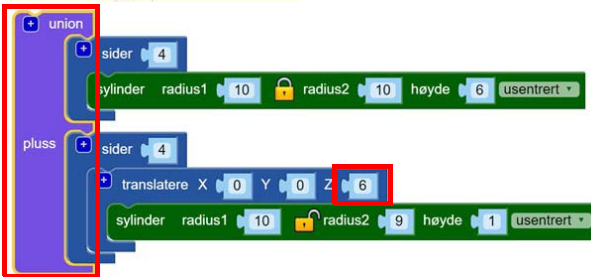 + union
+ sider 4
sylinder radius1 10 radius2 10 høyde 6 usentrert
pluss + sider 4
+ translatere X 0 Y 0 Z 6
sylinder radius1 10 radius2 9 høyde 1 usentrert